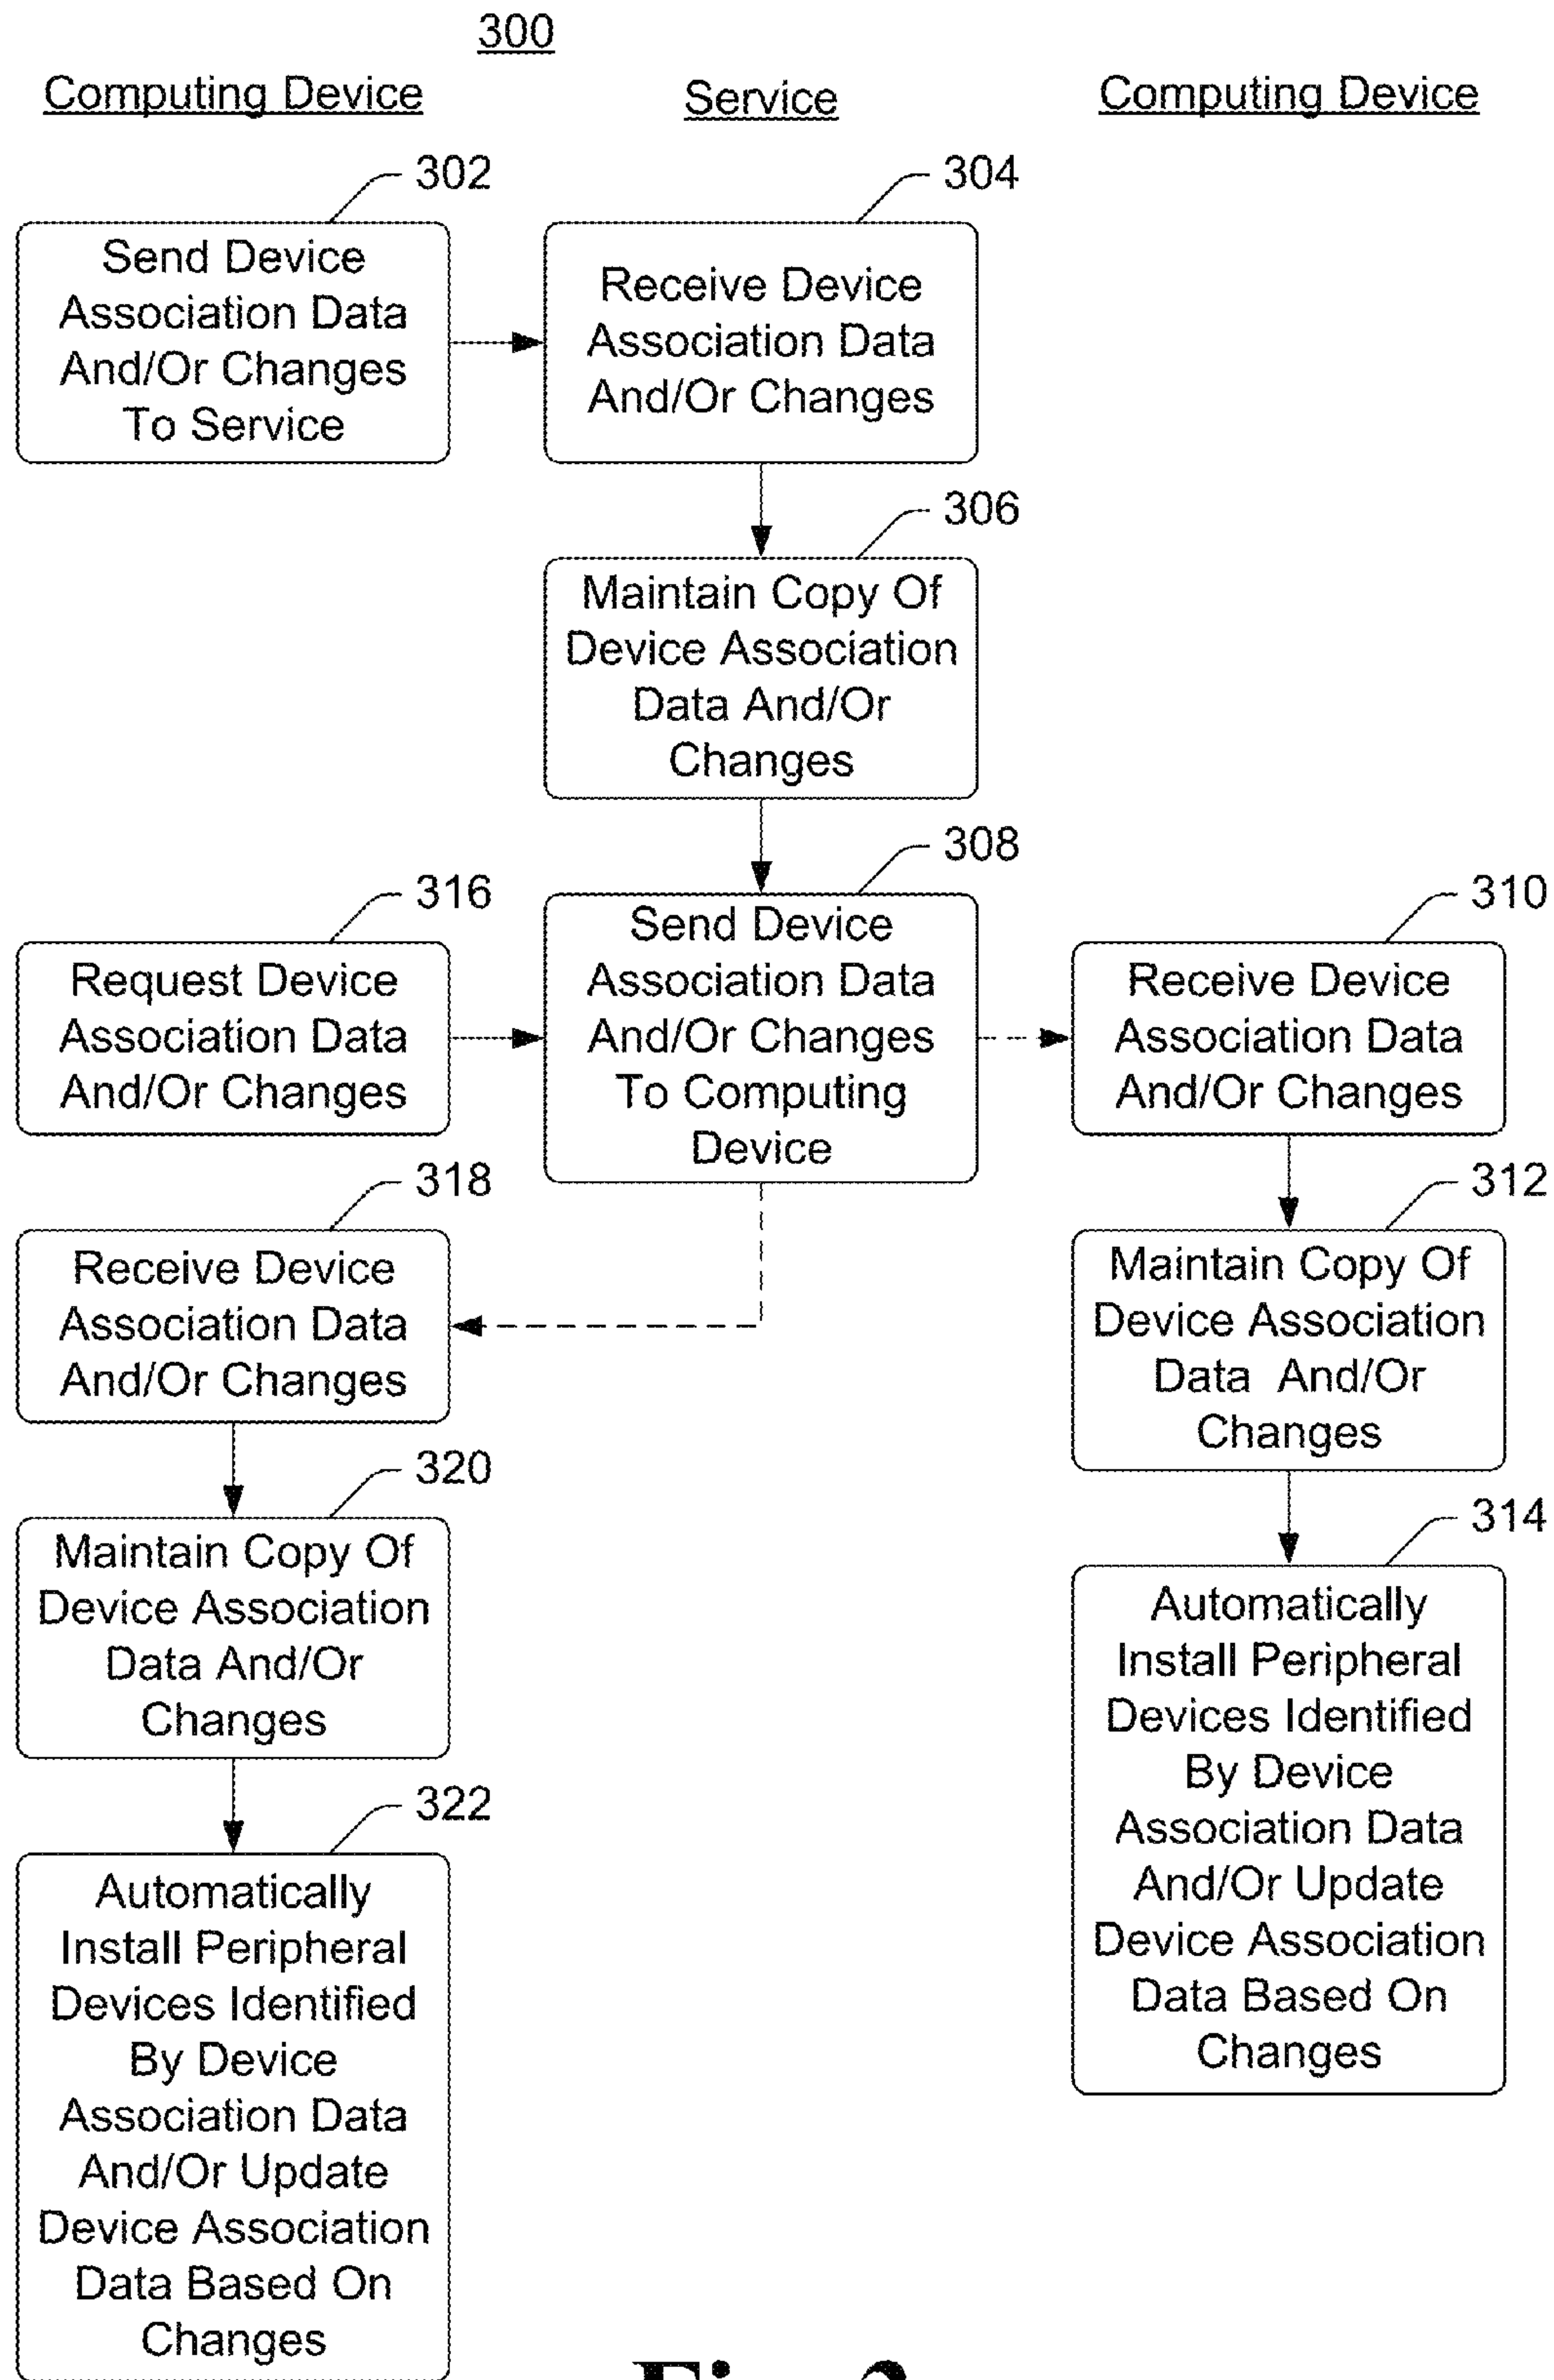 300
Computing Device
Service
Computing Device
302
Send Device
Association Data
And/Or Changes
To Service
304
Receive Device
Association Data
And/Or Changes
306
Maintain Copy Of
Device Association
Data And/Or
Changes
308
Send Device
Association Data
And/Or Changes
To Computing
Device
316
Request Device
Association Data
And/Or Changes
310
Receive Device
Association Data
And/Or Changes
318
Receive Device
Association Data
And/Or Changes
312
Maintain Copy Of
Device Association
Data And/Or
Changes
320
Maintain Copy Of
Device Association
Data And/Or
Changes
314
Automatically
Install Peripheral
Devices Identified
By Device
Association Data
And/Or Update
Device Association
Data Based On
Changes
322
Automatically
Install Peripheral
Devices Identified
By Device
Association Data
And/Or Update
Device Association
Data Based On
Changes